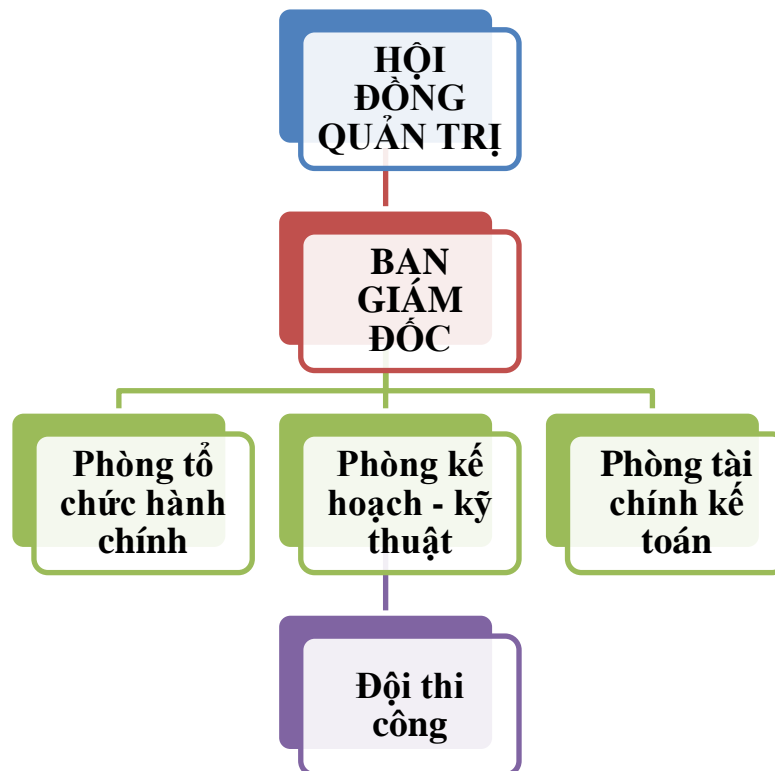 HỘI
ĐỒNG
QUẢN TRỊ
BAN
GIÁM
ĐỐC
Phòng tổ
chức hành
chính
Phòng kế
hoạch - kỹ
thuật
Phòng tài
chính kế
toán
Đội thi
công